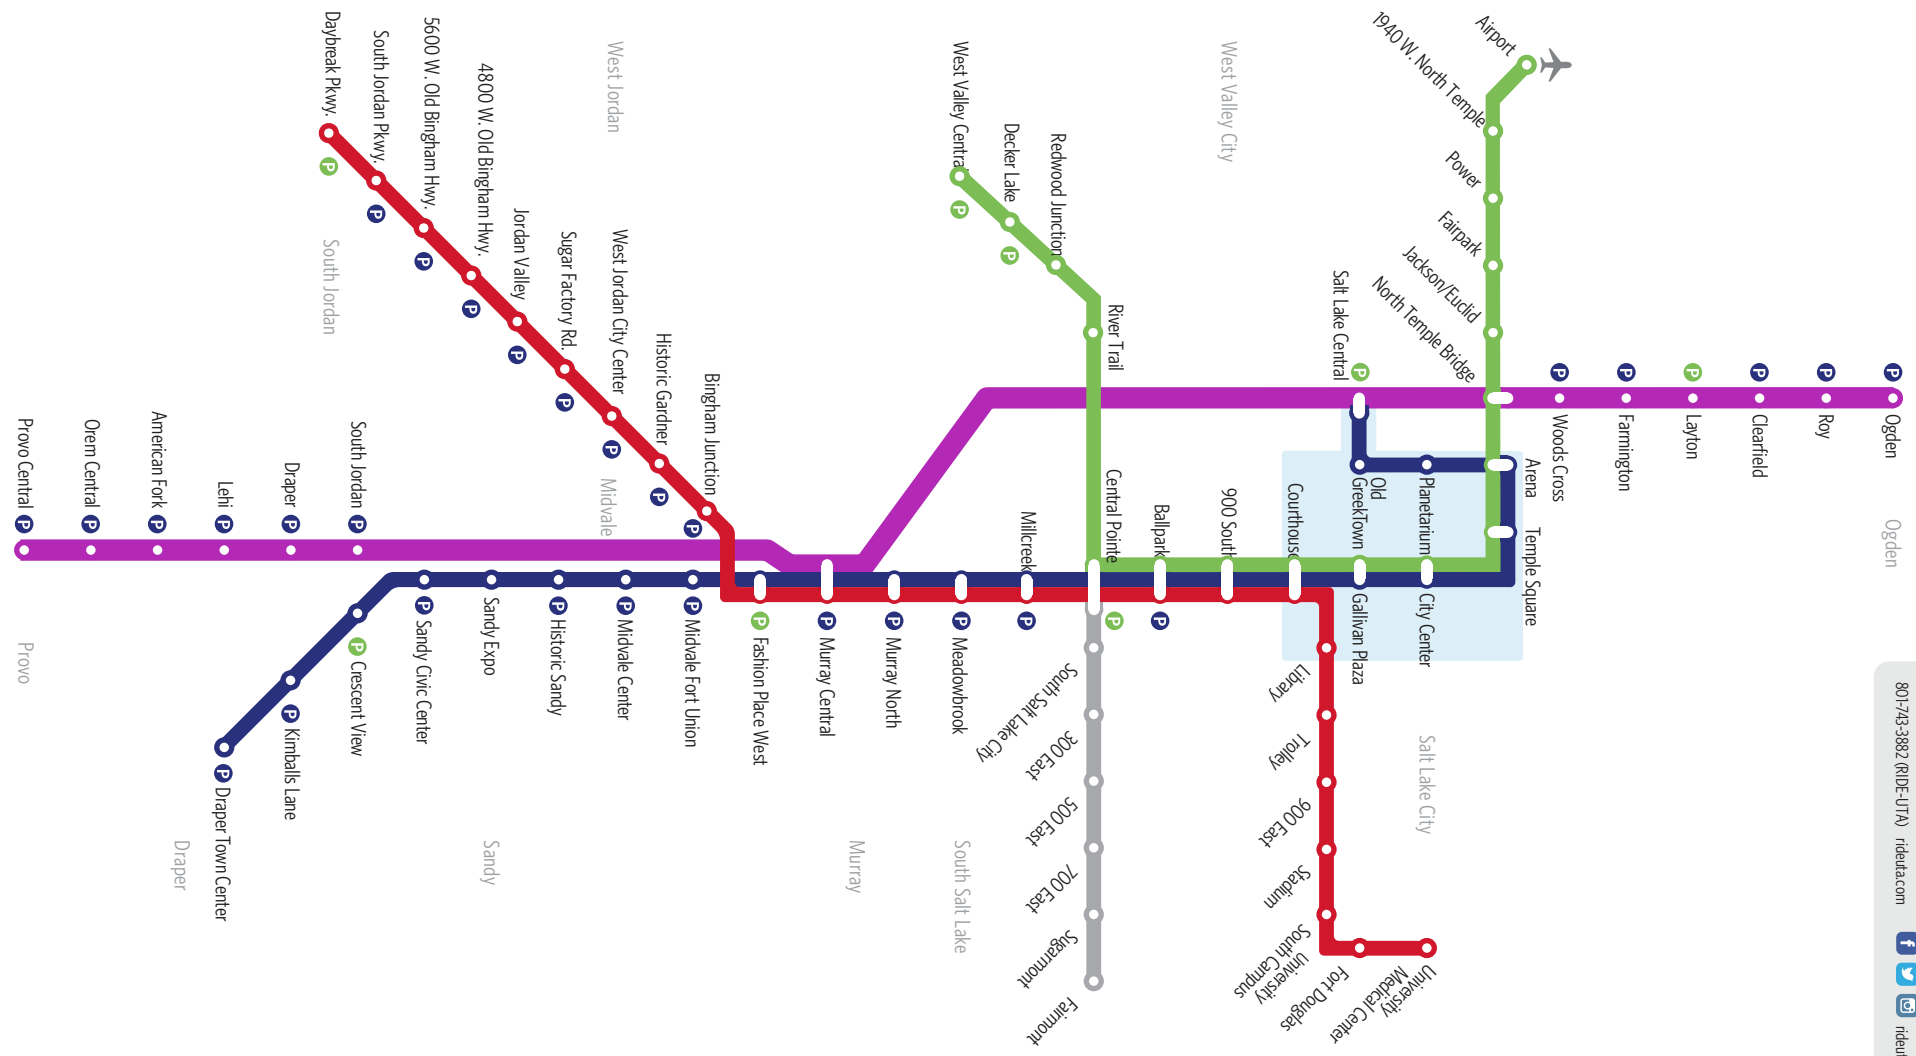 Airport
1940 W. North Temple
Power
Fairpark
Jackson/Euclid
North Temple Bridge
Salt Lake Central
P
West Valley City
West Valley Central
P
Decker Lake
P
Redwood Junction
River Trail
West Jordan
Daybreak Pkwy.
P
South Jordan Pkwy.
P
5600 W. Old Bingham Hwy.
P
4800 W. Old Bingham Hwy.
P
Jordan Valley
P
Sugar Factory Rd.
P
West Jordan City Center
P
Historic Gardner
P
Bingham Junction
P
South Jordan
Midvale
P
Ogden
P
Roy
P
Clearfield
P
Layton
P
Farmington
P
Woods Cross
Ogden
Arena
Temple Square
Planetarium
City Center
Old
GreekTown
Gallivan Plaza
Courthouse
900 South
Ballpark
P
Central Pointe
P
Millcreek
P
P Meadowbrook
P Murray North
P Murray Central
P Fashion Place West
P Midvale Fort Union
P Midvale Center
P Historic Sandy
Sandy Expo
P Sandy Civic Center
P Crescent View
P Kimballs Lane
P Draper Town Center
South Jordan P
Draper P
Lehi P
American Fork P
Orem Central P
Provo Central P
Provo
Draper
Sandy
Murray
South Salt Lake
Salt Lake City
South Salt Lake City
300 East
500 East
700 East
Sugarmont
Fairmont
Library
Trolley
900 East
Stadium
University
South Campus
Fort Douglas
University
Medical Center
801-743-3882 (RIDE-UTA) rideuta.com f rideut